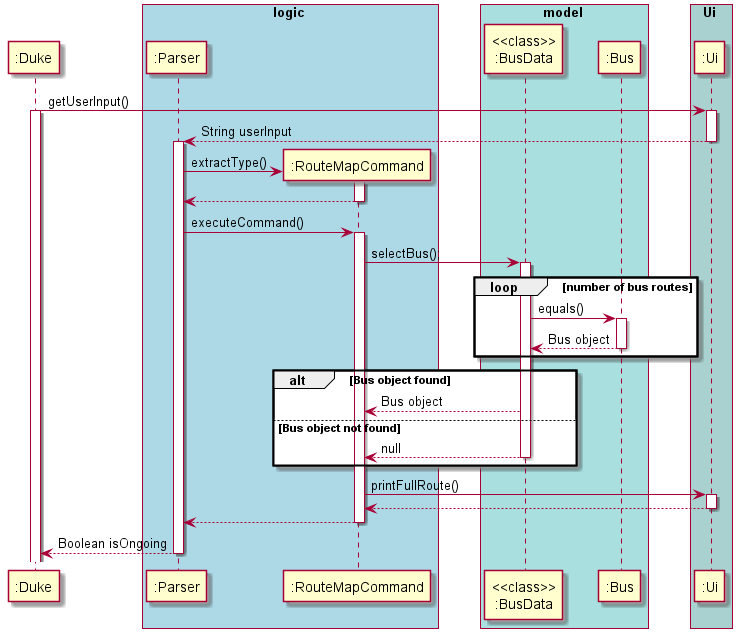 logic
model
Ui
:Duke
:Parser
<<class>>
:BusData
:Bus
:Ui
getUserInput()
String userInput
extractType()
:RouteMapCommand
executeCommand()
selectBus()
loop
[number of bus routes]
equals()
Bus object
alt
[Bus object found]
Bus object
[Bus object not found]
null
printFullRoute()
Boolean isOngoing
:Duke
:Parser
:RouteMapCommand
<<class>>
:BusData
:Bus
:Ui